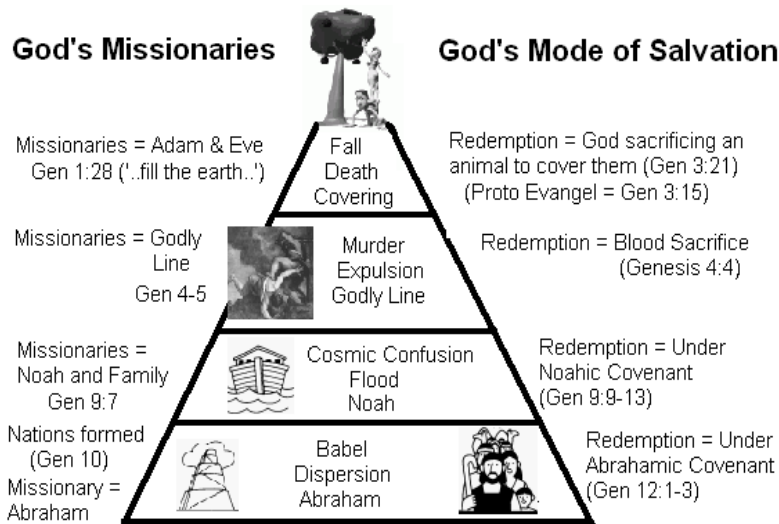 God's Missionaries
God's Mode of Salvation
Missionaries = Adam & Eve
Gen 1:28 ('..fill the earth..')
Fall
Death
Covering
Redemption = God sacrificing an
animal to cover them (Gen 3:21)
(Proto Evangel = Gen 3:15)
Missionaries = Godly
Line
Gen 4-5
Murder
Expulsion
Godly Line
Redemption = Blood Sacrifice
(Genesis 4:4)
Missionaries =
Noah and Family
Gen 9:7
Cosmic Confusion
Flood
Noah
Redemption = Under
Noahic Covenant
(Gen 9:9-13)
Nations formed
(Gen 10)
Missionary =
Abraham
Babel
Dispersion
Abraham
Redemption = Under
Abrahamic Covenant
(Gen 12:1-3)